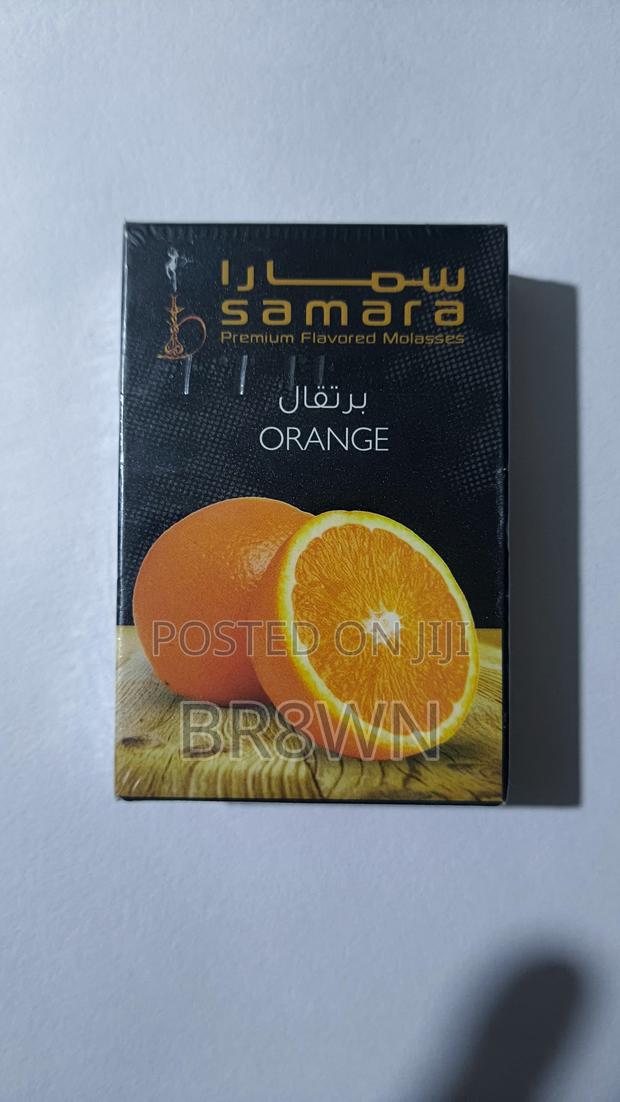 سمارا
samara
Premium Flavored Molasses
برتقال
ORANGE
POSTED ON JIJI
BR8WN